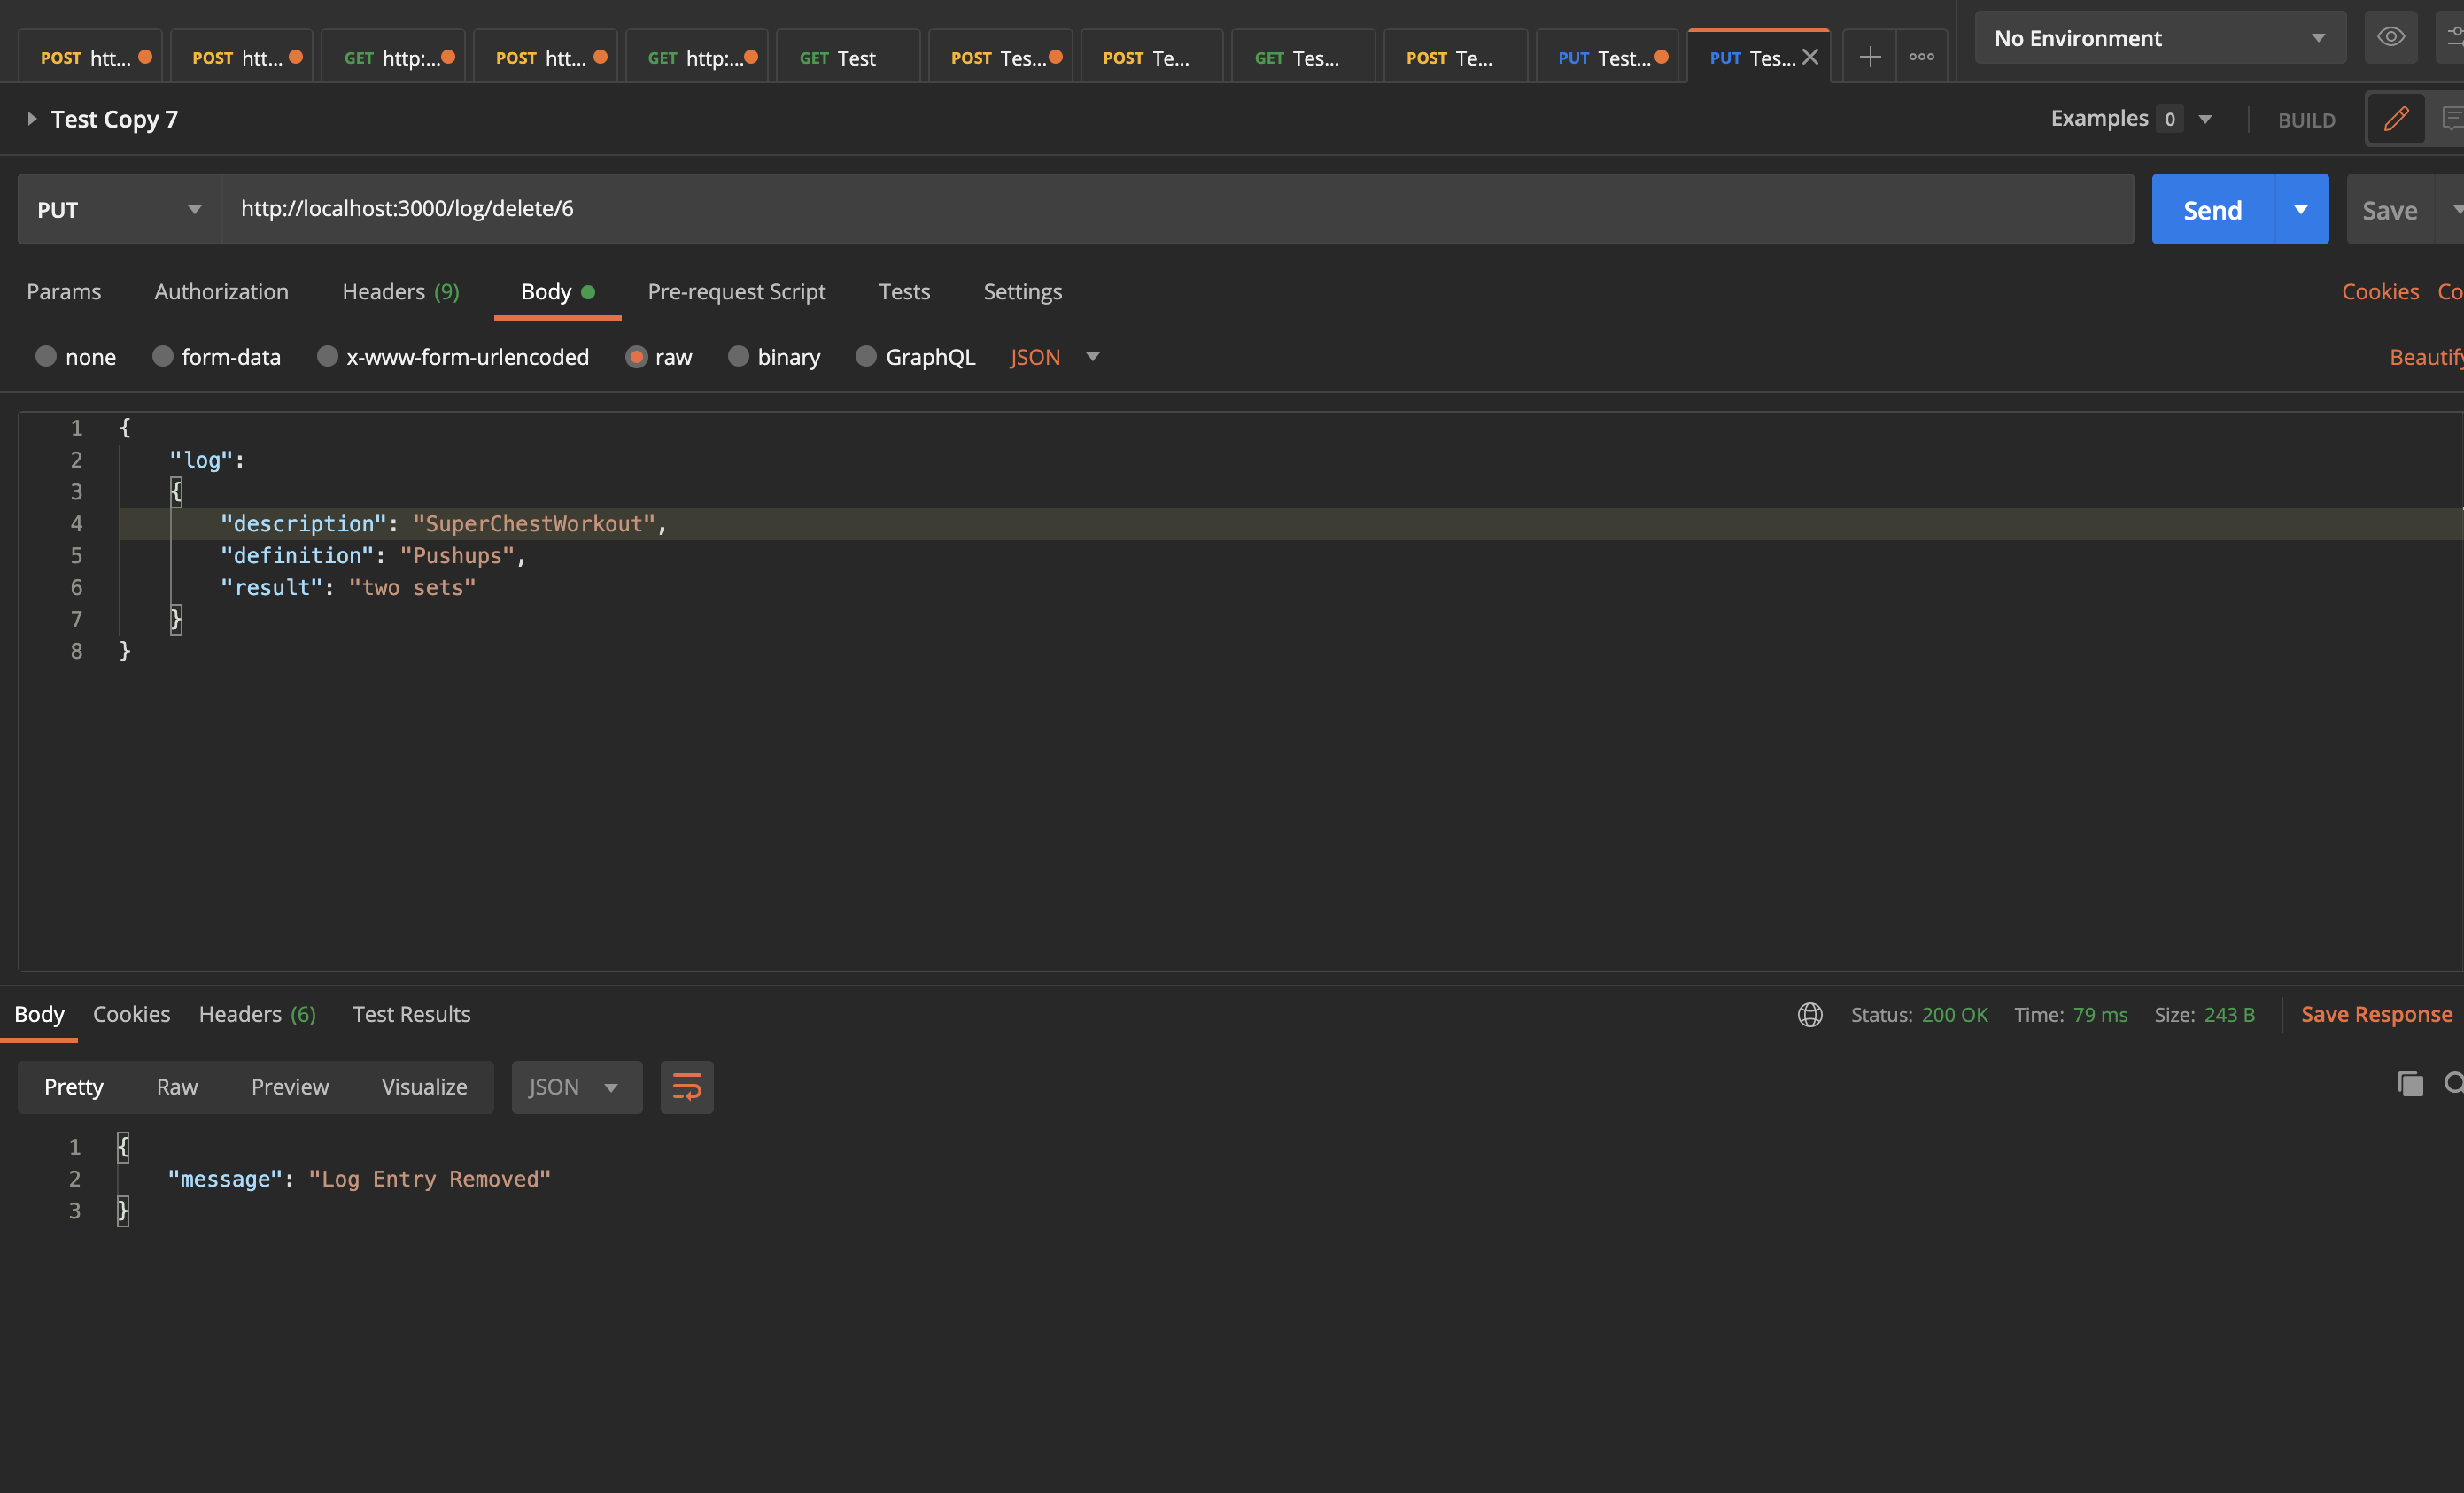 POST htt... POST htt... GET http:... POST htt... GET http:... GET Test POST Tes... POST Te... GET Tes... POST Te... PUT Test... PUT Tes... No Environment
Test Copy 7 Examples 0 BUILD
PUT http://localhost:3000/log/delete/6 Send Save
Params Authorization Headers (9) Body Pre-request Script Tests Settings Cookies Co
none form-data x-www-form-urlencoded raw binary GraphQL JSON Beautify
1 {
2 "log":
3 {
4 "description": "SuperChestWorkout",
5 "definition": "Pushups",
6 "result": "two sets"
7 }
8 }
Body Cookies Headers (6) Test Results Status: 200 OK Time: 79 ms Size: 243 B Save Response
Pretty Raw Preview Visualize JSON
1 {
2 "message": "Log Entry Removed"
3 }